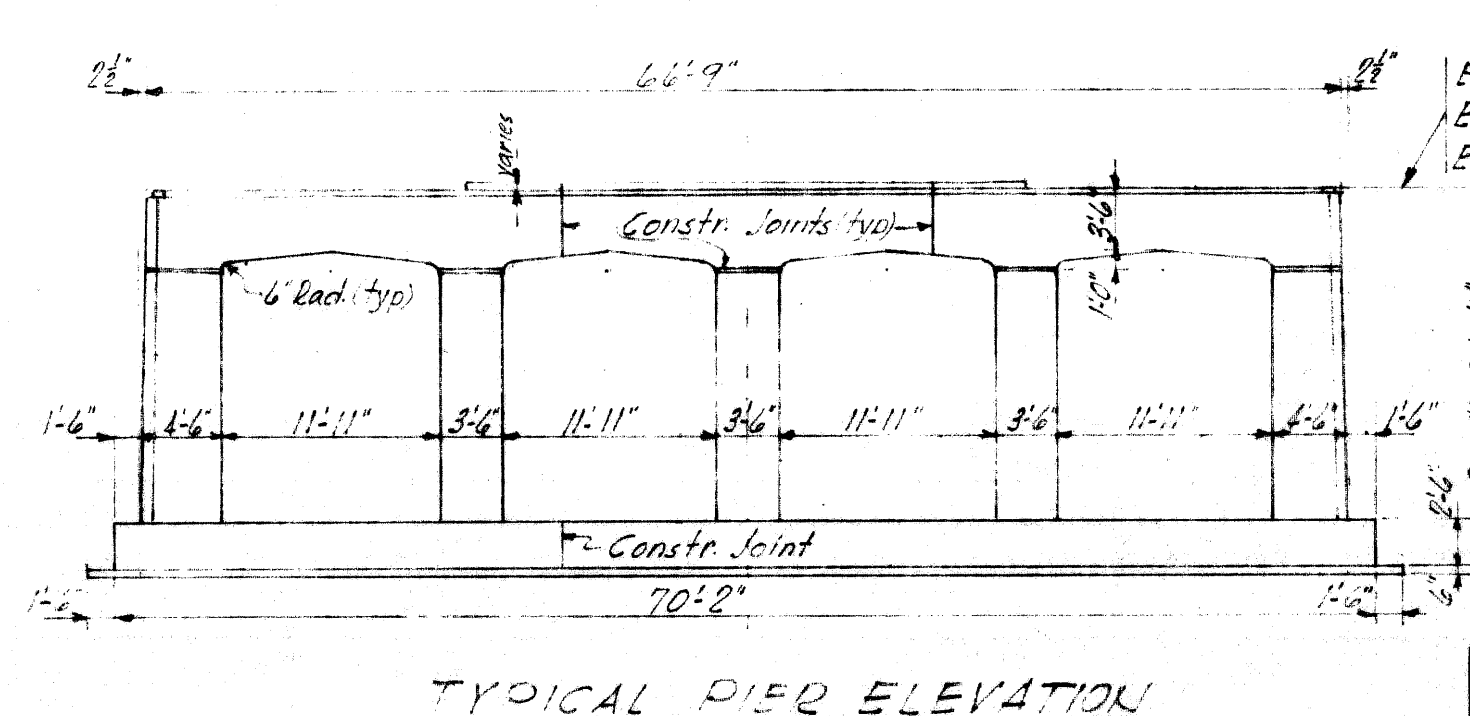 2½" 66'-9" 2½"
varies
Constr. Joints (typ)
3'-6"
6" Rad. (typ)
1'-0"
1'-6" 4'-6" 11'-11" 3'-6" 11'-11" 3'-6" 11'-11" 3'-6" 11'-11" 4'-6" 1'-6"
2'-6"
Constr. Joint
1'-6" 70'-2" 1'-6" 6"
TYPICAL PIER ELEVATION